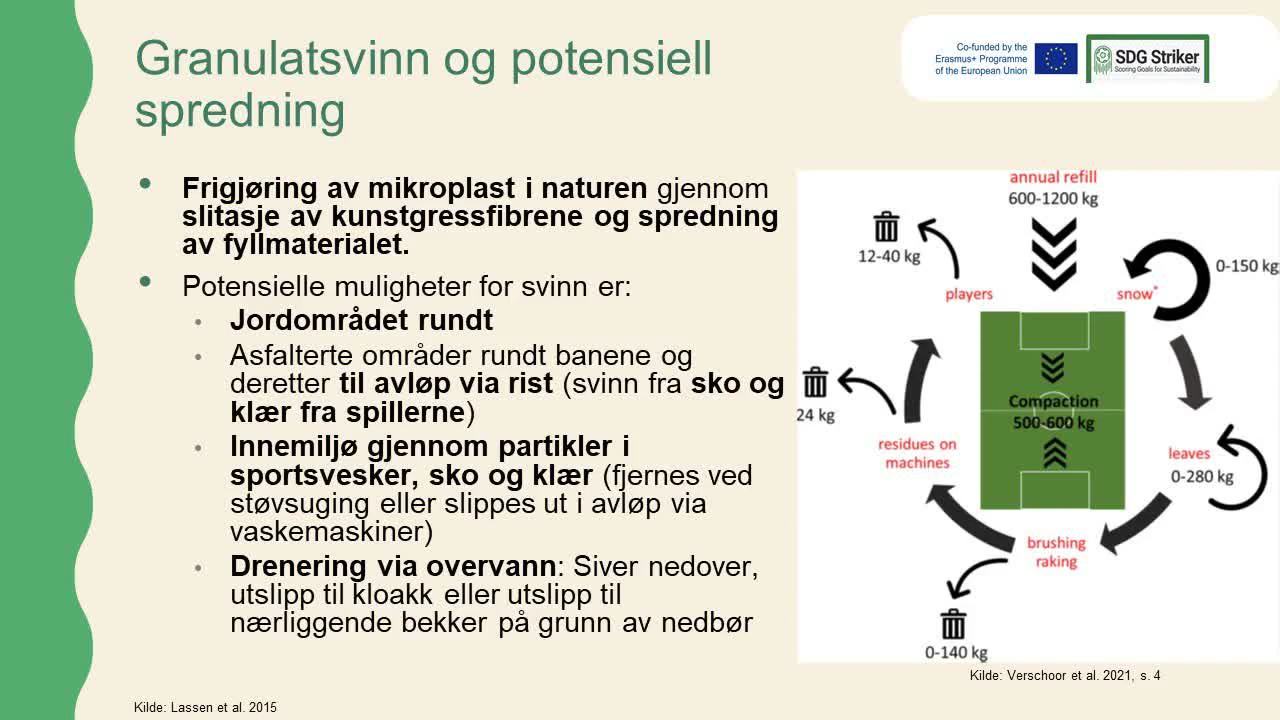 Granulatsvinn og potensiell
spredning
Co-funded by the
Erasmus+ Programme
of the European Union
SDG Striker
Scoring Goals for Sustainability
• Frigjøring av mikroplast i naturen gjennom
slitasje av kunstgressfibrene og spredning
av fyllmaterialet.
• Potensielle muligheter for svinn er:
• Jordområdet rundt
• Asfalterte områder rundt banene og
deretter til avløp via rist (svinn fra sko og
klær fra spillerne)
• Innemiljø gjennom partikler i
sportsvesker, sko og klær (fjernes ved
støvsuging eller slippes ut i avløp via
vaskemaskiner)
• Drenering via overvann: Siver nedover,
utslipp til kloakk eller utslipp til
nærliggende bekker på grunn av nedbør
annual refill
600-1200 kg
12-40 kg
players
snow*
0-150 kg
Compaction
500-600 kg
24 kg
residues on
machines
leaves
0-280 kg
brushing
raking
0-140 kg
Kilde: Verschoor et al. 2021, s. 4
Kilde: Lassen et al. 2015